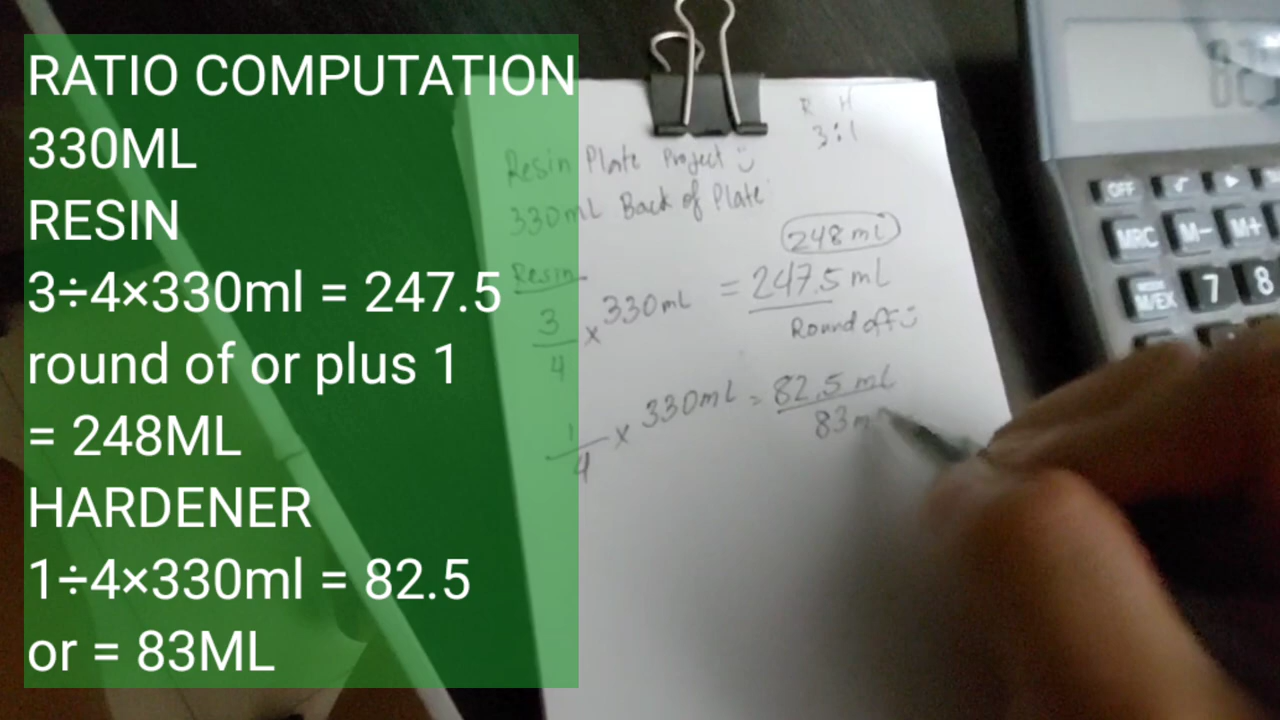 RATIO COMPUTATION
330ML
RESIN
3÷4×330ml = 247.5
round of or plus 1
= 248ML
HARDENER
1÷4×330ml = 82.5
or = 83ML
R H
3:1
Resin Plate Project
330mL Back of Plate
248 ml
Resin
3/4 x 330mL = 247.5 ml
Round off
1/4 x 330mL = 82.5 ml
83m
OFF √ ▶
MRC M- M+
M/EX 7 8